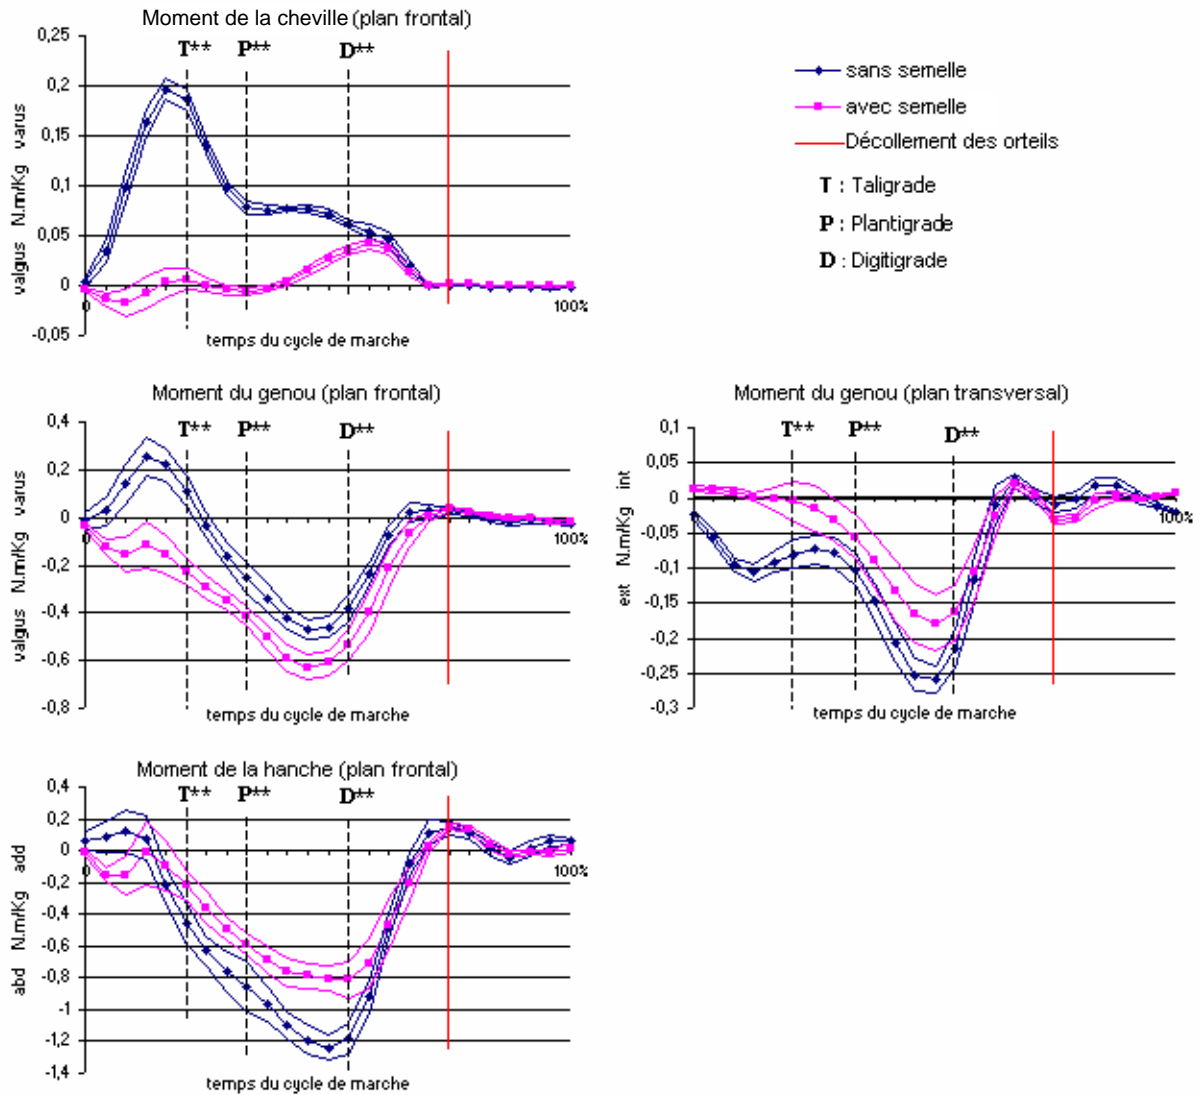 Moment de la cheville (plan frontal)
0,25
0,2
0,15
0,1
0,05
0
-0,05
valgus N.m/Kg varus
T** P** D**
0 100%
temps du cycle de marche
sans semelle
avec semelle
Décollement des orteils
T : Taligrade
P : Plantigrade
D : Digitigrade
Moment du genou (plan frontal)
0,4
0,2
0
-0,2
-0,4
-0,6
-0,8
valgus N.m/Kg varus
T** P** D**
0 100%
temps du cycle de marche
Moment du genou (plan transversal)
0,1
0,05
0
-0,05
-0,1
-0,15
-0,2
-0,25
-0,3
ext N.m/Kg int
T** P** D**
0 100%
temps du cycle de marche
Moment de la hanche (plan frontal)
0,4
0,2
0
-0,2
-0,4
-0,6
-0,8
-1
-1,2
-1,4
abd N.m/Kg add
T** P** D**
0 100%
temps du cycle de marche